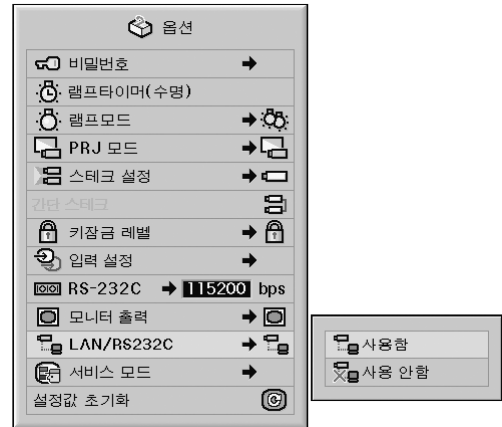 옵션
비밀번호
램프타이머(수명)
램프모드
PRJ 모드
스테크 설정
간단 스테크
키잠금 레벨
입력 설정
RS-232C 115200 bps
모니터 출력
LAN/RS232C
서비스 모드
설정값 초기화
사용함
사용 안함